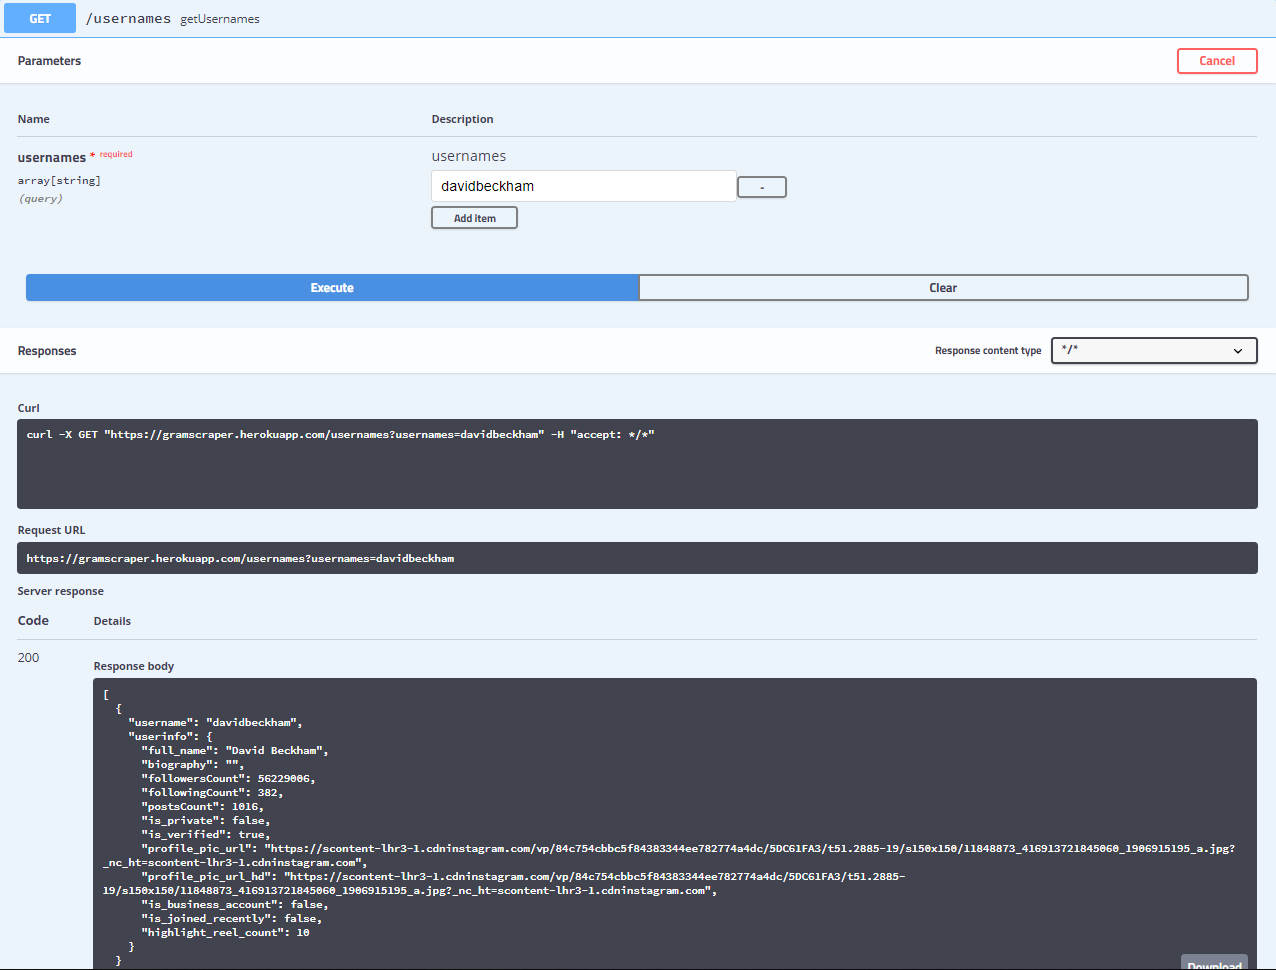 GET /usernames getUsernames
Parameters Cancel
Name Description
usernames * required usernames
array[string]
(query)
davidbeckham -
Add item
Execute Clear
Responses Response content type */*
Curl
curl -X GET "https://gramscraper.herokuapp.com/usernames?usernames=davidbeckham" -H "accept: */*"
Request URL
https://gramscraper.herokuapp.com/usernames?usernames=davidbeckham
Server response
Code Details
200
Response body
[
{
"username": "davidbeckham",
"userinfo": {
"full_name": "David Beckham",
"biography": "",
"followersCount": 56229006,
"followingCount": 382,
"postsCount": 1016,
"is_private": false,
"is_verified": true,
"profile_pic_url": "https://scontent-lhr3-1.cdninstagram.com/vp/84c754cbbc5f84383344ee782774a4dc/5DC61FA3/t51.2885-19/s150x150/11848873_416913721845060_1906915195_a.jpg?
_nc_ht=scontent-lhr3-1.cdninstagram.com",
"profile_pic_url_hd": "https://scontent-lhr3-1.cdninstagram.com/vp/84c754cbbc5f84383344ee782774a4dc/5DC61FA3/t51.2885-
19/s150x150/11848873_416913721845060_1906915195_a.jpg?_nc_ht=scontent-lhr3-1.cdninstagram.com",
"is_business_account": false,
"is_joined_recently": false,
"highlight_reel_count": 10
}
}
Download